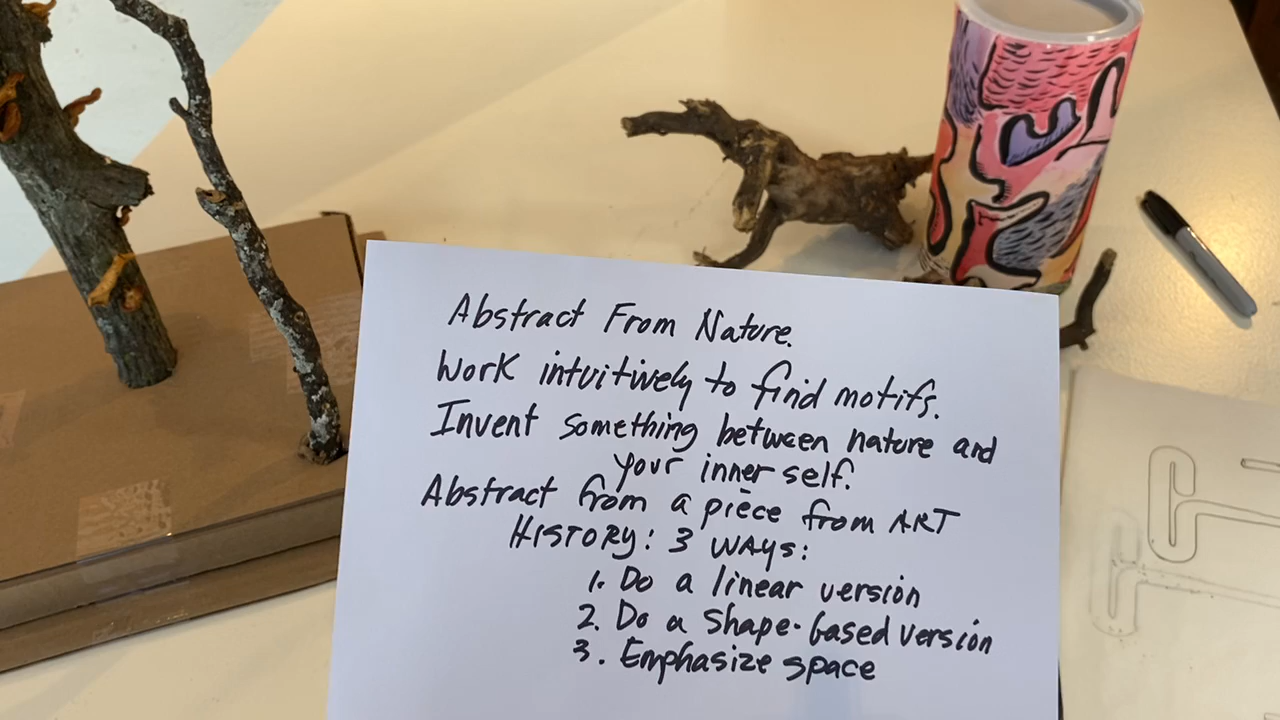 Abstract From Nature.
Work intuitively to find motifs.
Invent something between nature and
your inner self.
Abstract from a piece from ART
HISTORY: 3 WAYS:
1. Do a linear version
2. Do a Shape-based version
3. Emphasize space